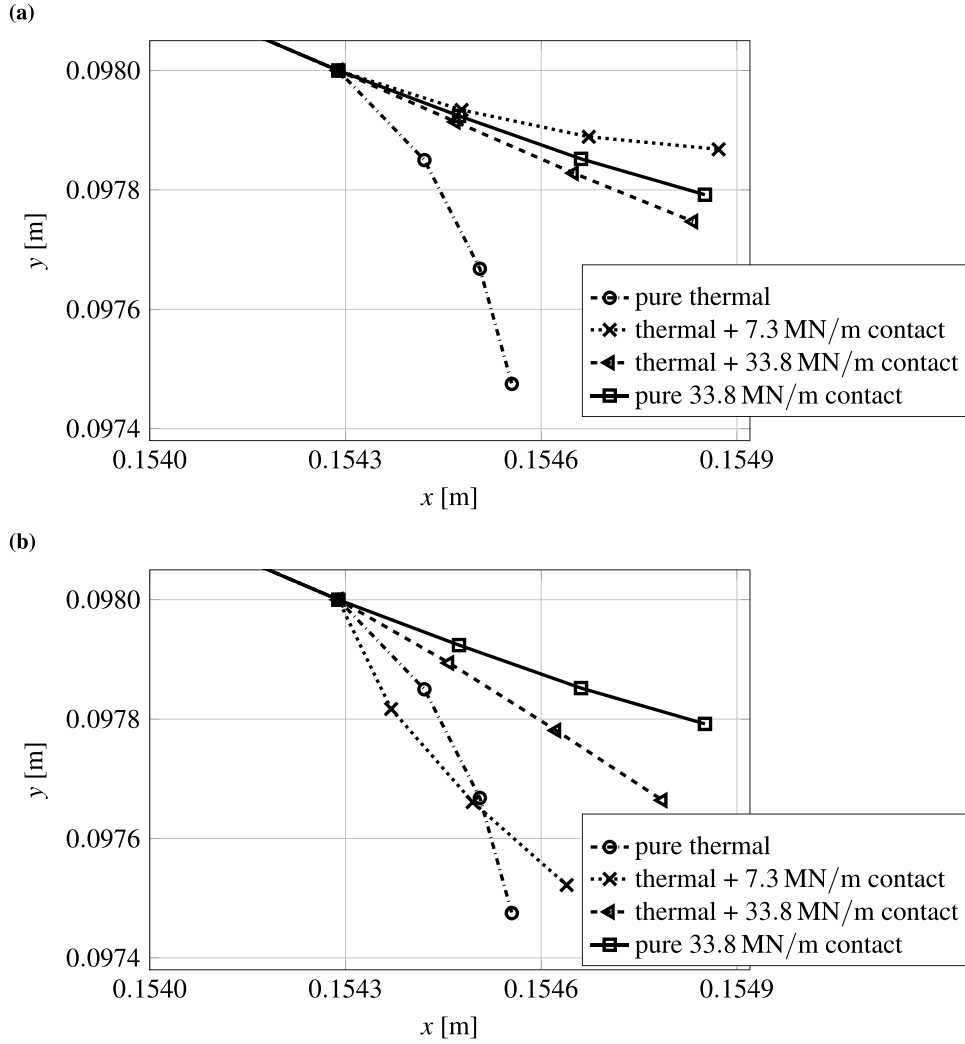 (a)
0.0980
0.0978
0.0976
0.0974
y [m]
0.1540
0.1543
0.1546
0.1549
x [m]
pure thermal
thermal + 7.3 MN/m contact
thermal + 33.8 MN/m contact
pure 33.8 MN/m contact
(b)
0.0980
0.0978
0.0976
0.0974
y [m]
0.1540
0.1543
0.1546
0.1549
x [m]
pure thermal
thermal + 7.3 MN/m contact
thermal + 33.8 MN/m contact
pure 33.8 MN/m contact